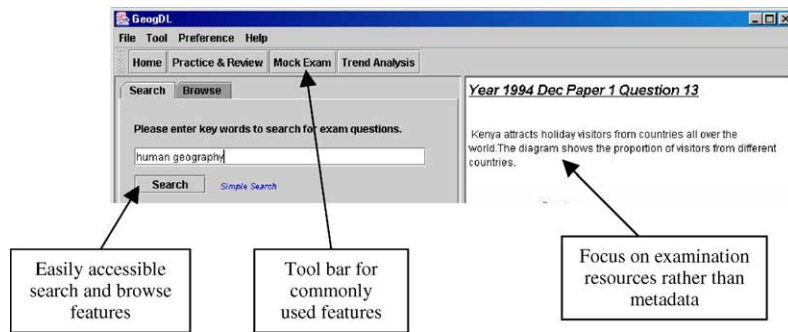 GeogDL
File Tool Preference Help
Home Practice & Review Mock Exam Trend Analysis
Search Browse
Please enter key words to search for exam questions.
human geography
Search Simple Search
Year 1994 Dec Paper 1 Question 13
Kenya attracts holiday visitors from countries all over the
world.The diagram shows the proportion of visitors from different
countries.
Easily accessible
search and browse
features
Tool bar for
commonly
used features
Focus on examination
resources rather than
metadata